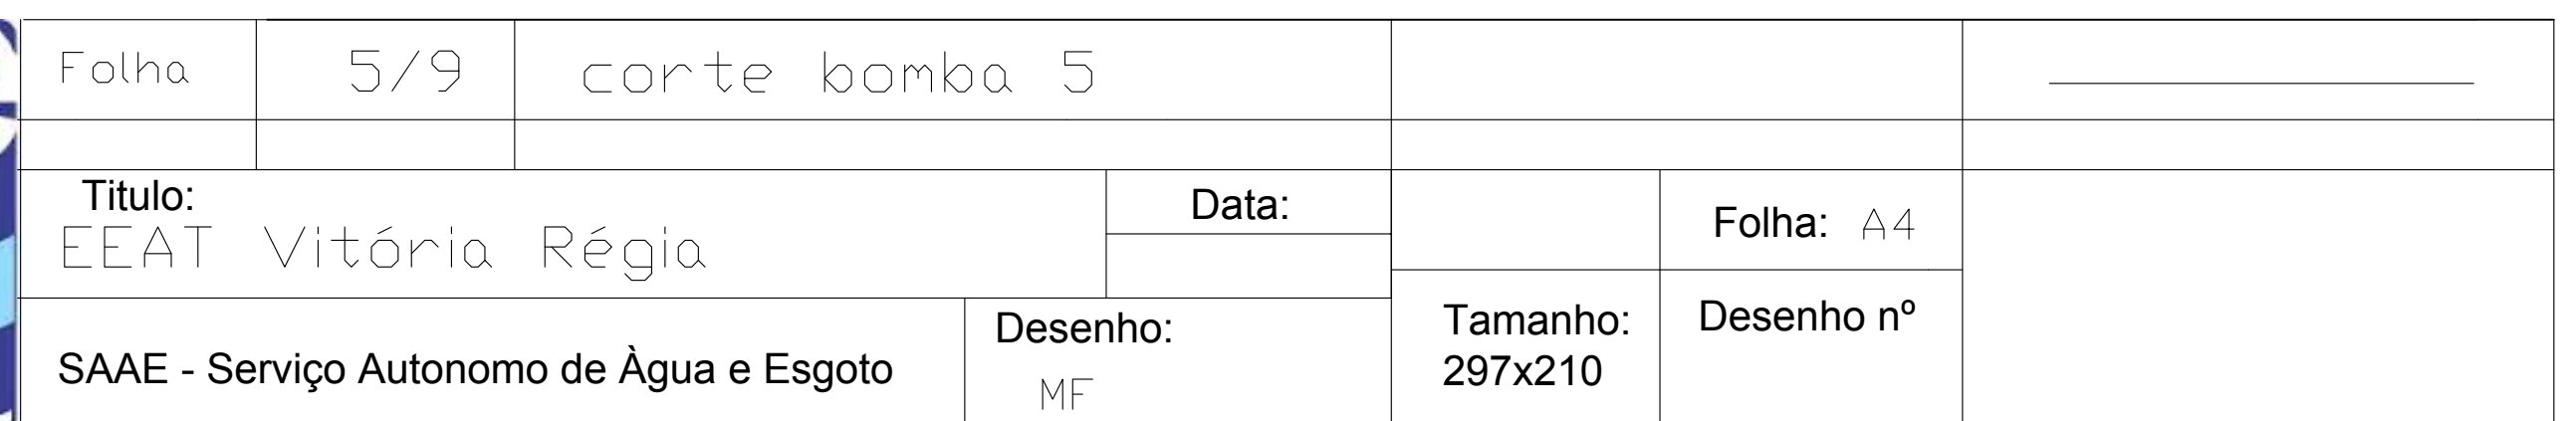 Folha 5/9 corte bomba 5
Titulo:
EEAT Vitória Régia
Data:
Folha: A4
SAAE - Serviço Autonomo de Àgua e Esgoto
Desenho:
MF
Tamanho:
297x210
Desenho nº